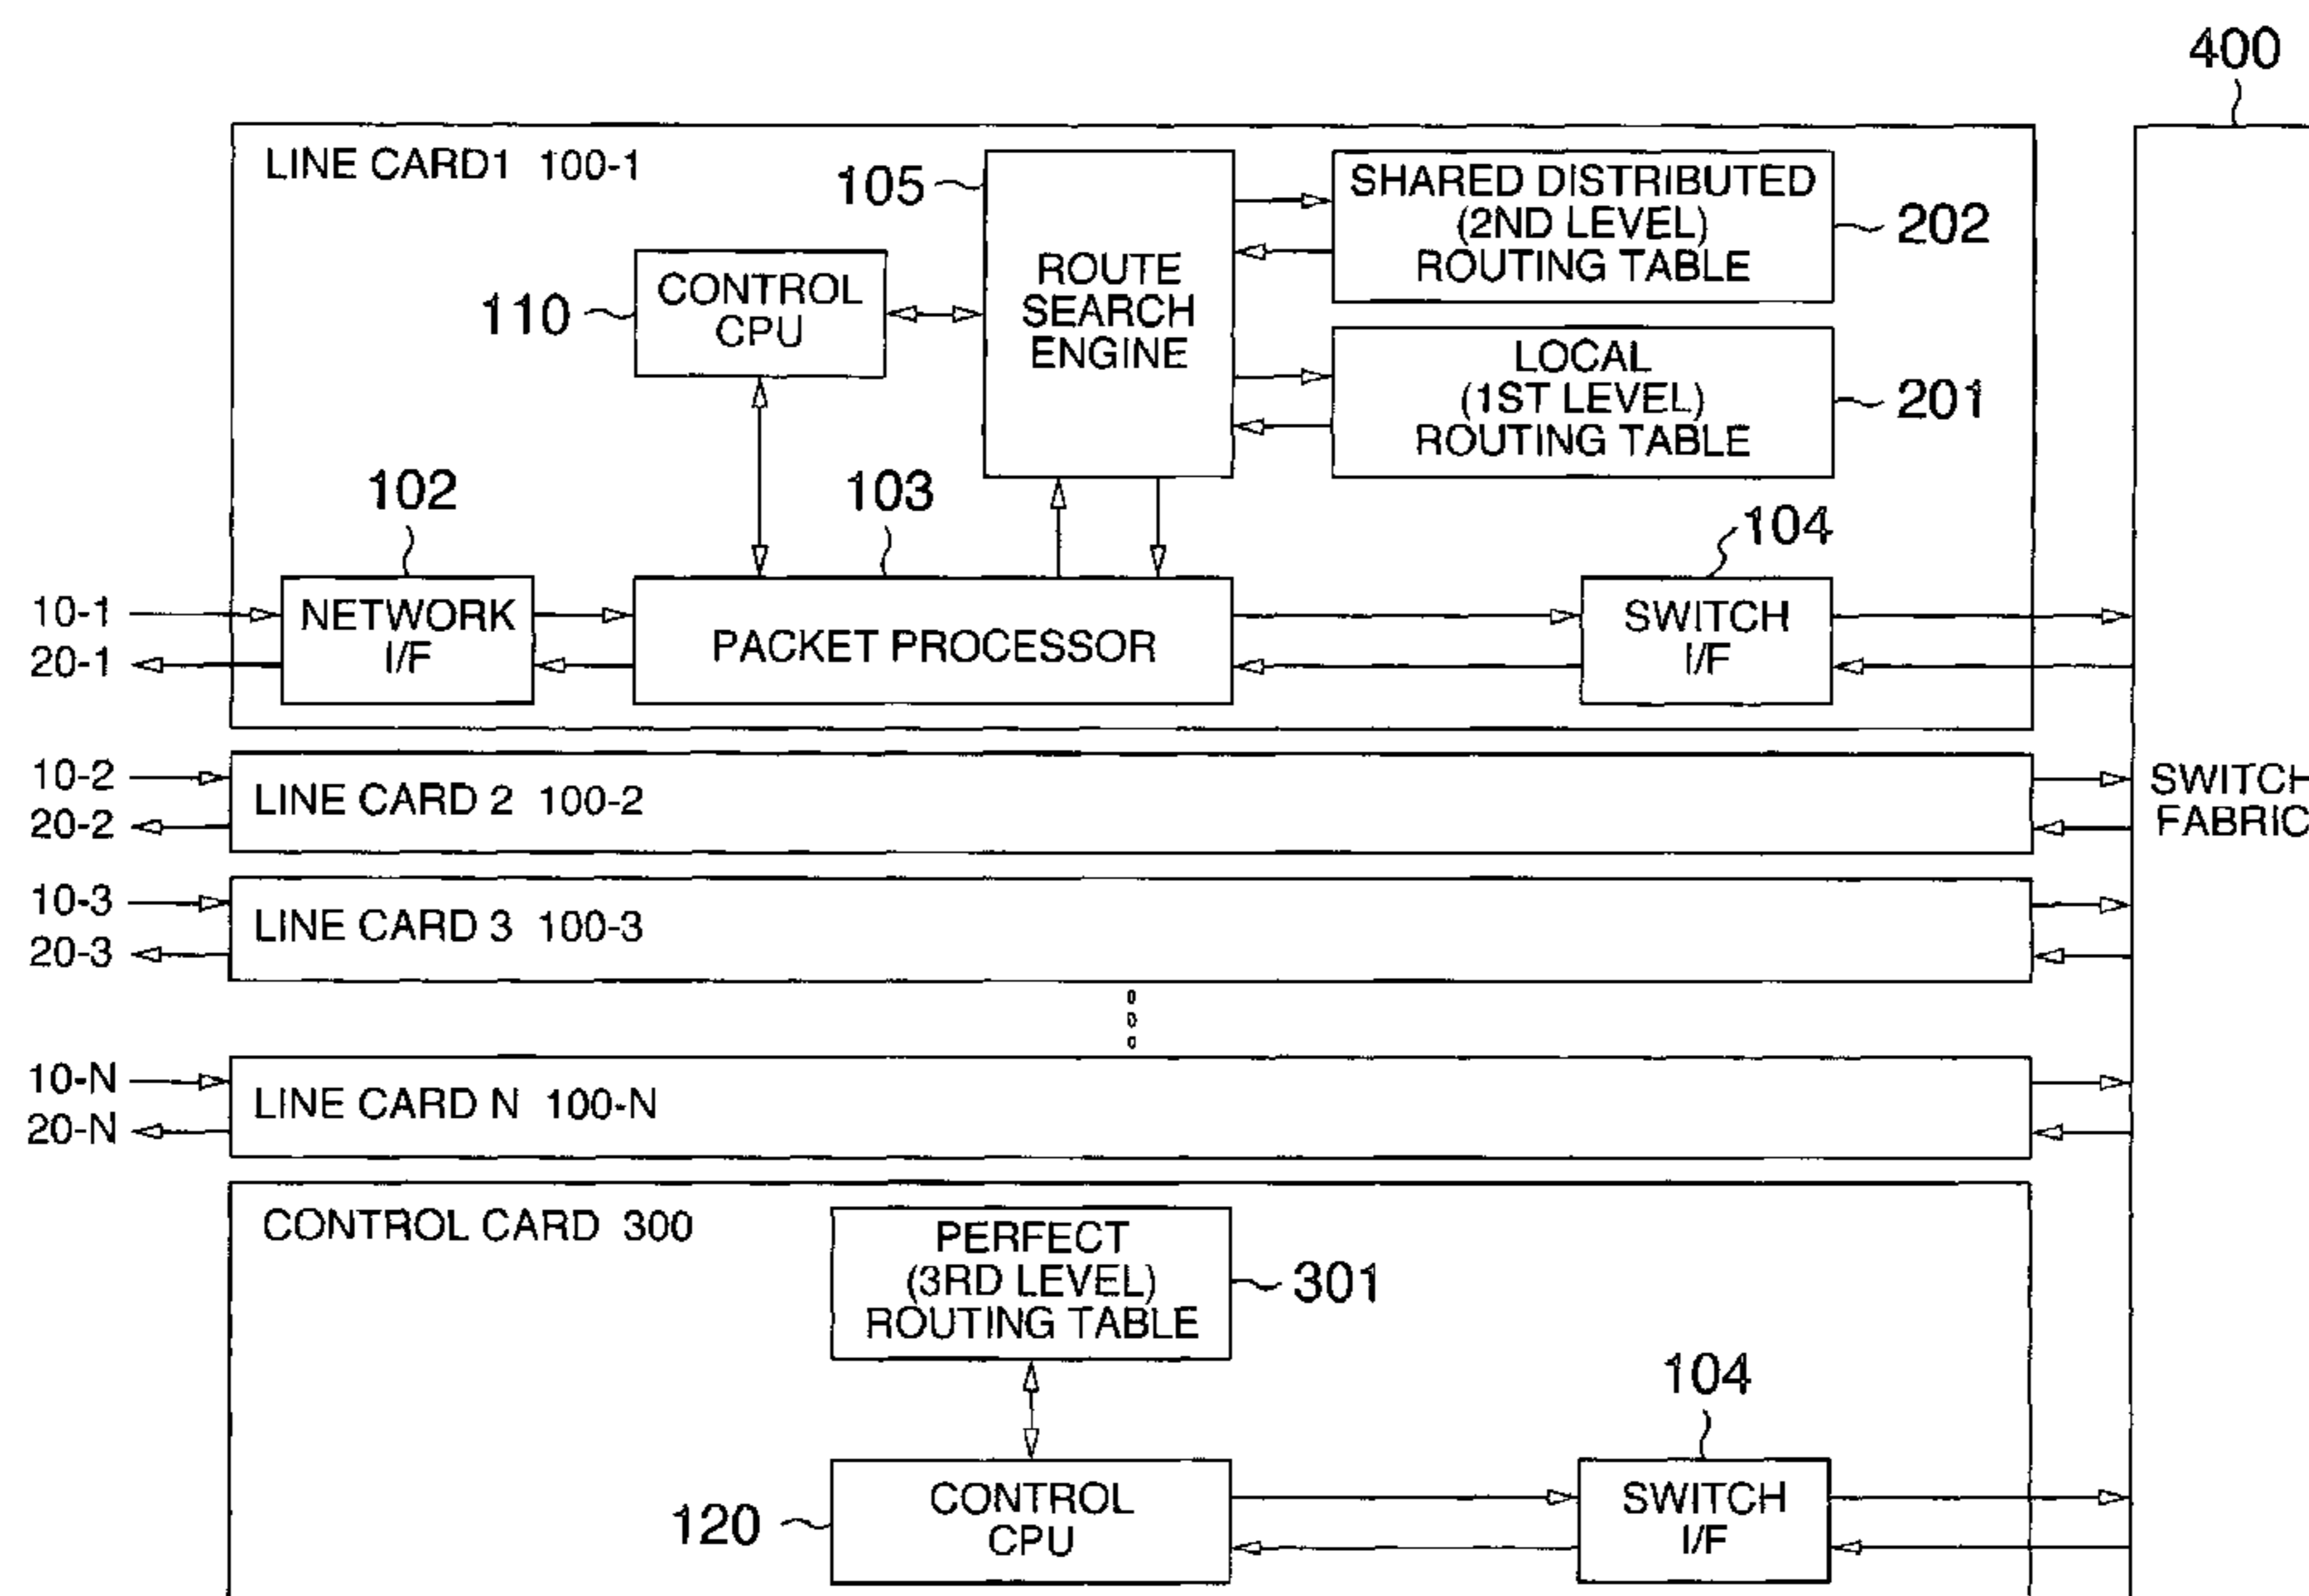 400
LINE CARD1 100-1
105
SHARED DISTRIBUTED
(2ND LEVEL)
ROUTING TABLE
202
ROUTE
SEARCH
ENGINE
CONTROL
CPU
110
LOCAL
(1ST LEVEL)
ROUTING TABLE
201
102
103
104
10-1
20-1
NETWORK
I/F
PACKET PROCESSOR
SWITCH
I/F
10-2
20-2
LINE CARD 2 100-2
SWITCH
FABRIC
10-3
20-3
LINE CARD 3 100-3
10-N
20-N
LINE CARD N 100-N
CONTROL CARD 300
PERFECT
(3RD LEVEL)
ROUTING TABLE
301
104
120
CONTROL
CPU
SWITCH
I/F